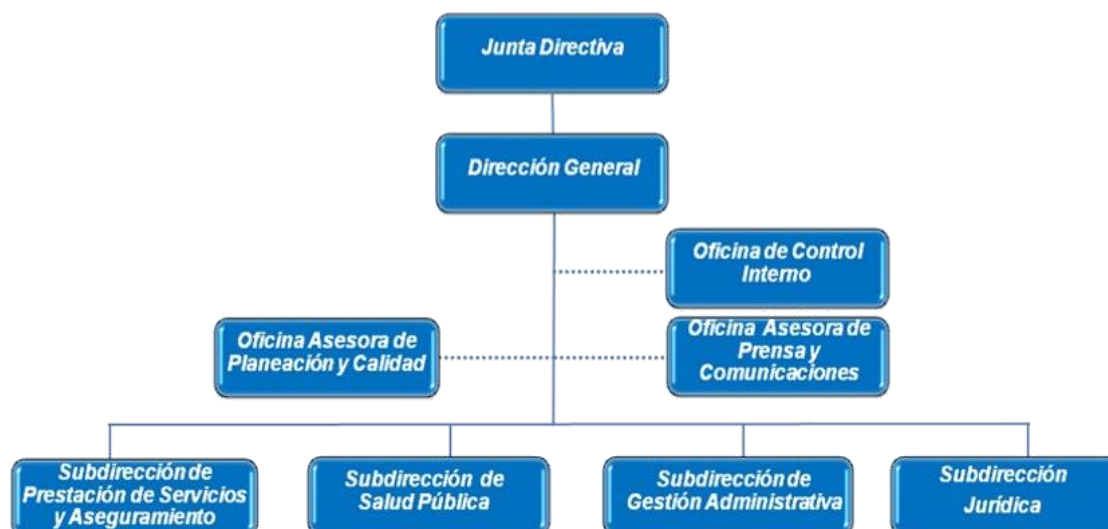 Junta Directiva
Dirección General
Oficina de Control
Interno
Oficina Asesora de
Planeación y Calidad
Oficina Asesora de
Prensa y
Comunicaciones
Subdirección de
Prestación de Servicios
y Aseguramiento
Subdirección de
Salud Pública
Subdirección de
Gestión Administrativa
Subdirección
Jurídica